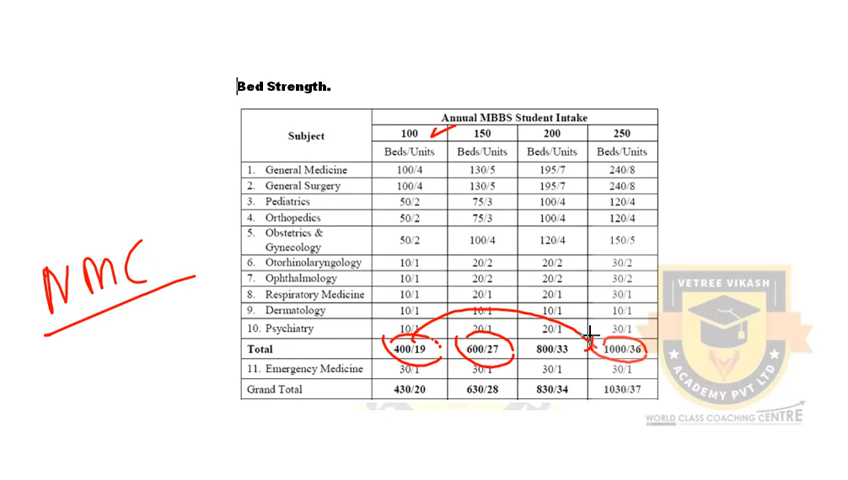 Bed Strength.
Subject Annual MBBS Student Intake
100 150 200 250
Beds/Units Beds/Units Beds/Units Beds/Units
1. General Medicine 100/4 130/5 195/7 240/8
2. General Surgery 100/4 130/5 195/7 240/8
3. Pediatrics 50/2 75/3 100/4 120/4
4. Orthopedics 50/2 75/3 100/4 120/4
5. Obstetrics &
Gynecology 50/2 100/4 120/4 150/5
6. Otorhinolaryngology 10/1 20/2 20/2 30/2
7. Ophthalmology 10/1 20/2 20/2 30/2
8. Respiratory Medicine 10/1 20/1 20/1 30/1
9. Dermatology 10/1 10/1 10/1 10/1
10. Psychiatry 10/1 20/1 20/1 30/1
Total 400/19 600/27 800/33 1000/36
11. Emergency Medicine 30/1 30/1 30/1 30/1
Grand Total 430/20 630/28 830/34 1030/37
NMC
VETREE VIKASH
ACADEMY PVT LTD
WORLD CLASS COACHING CENTRE